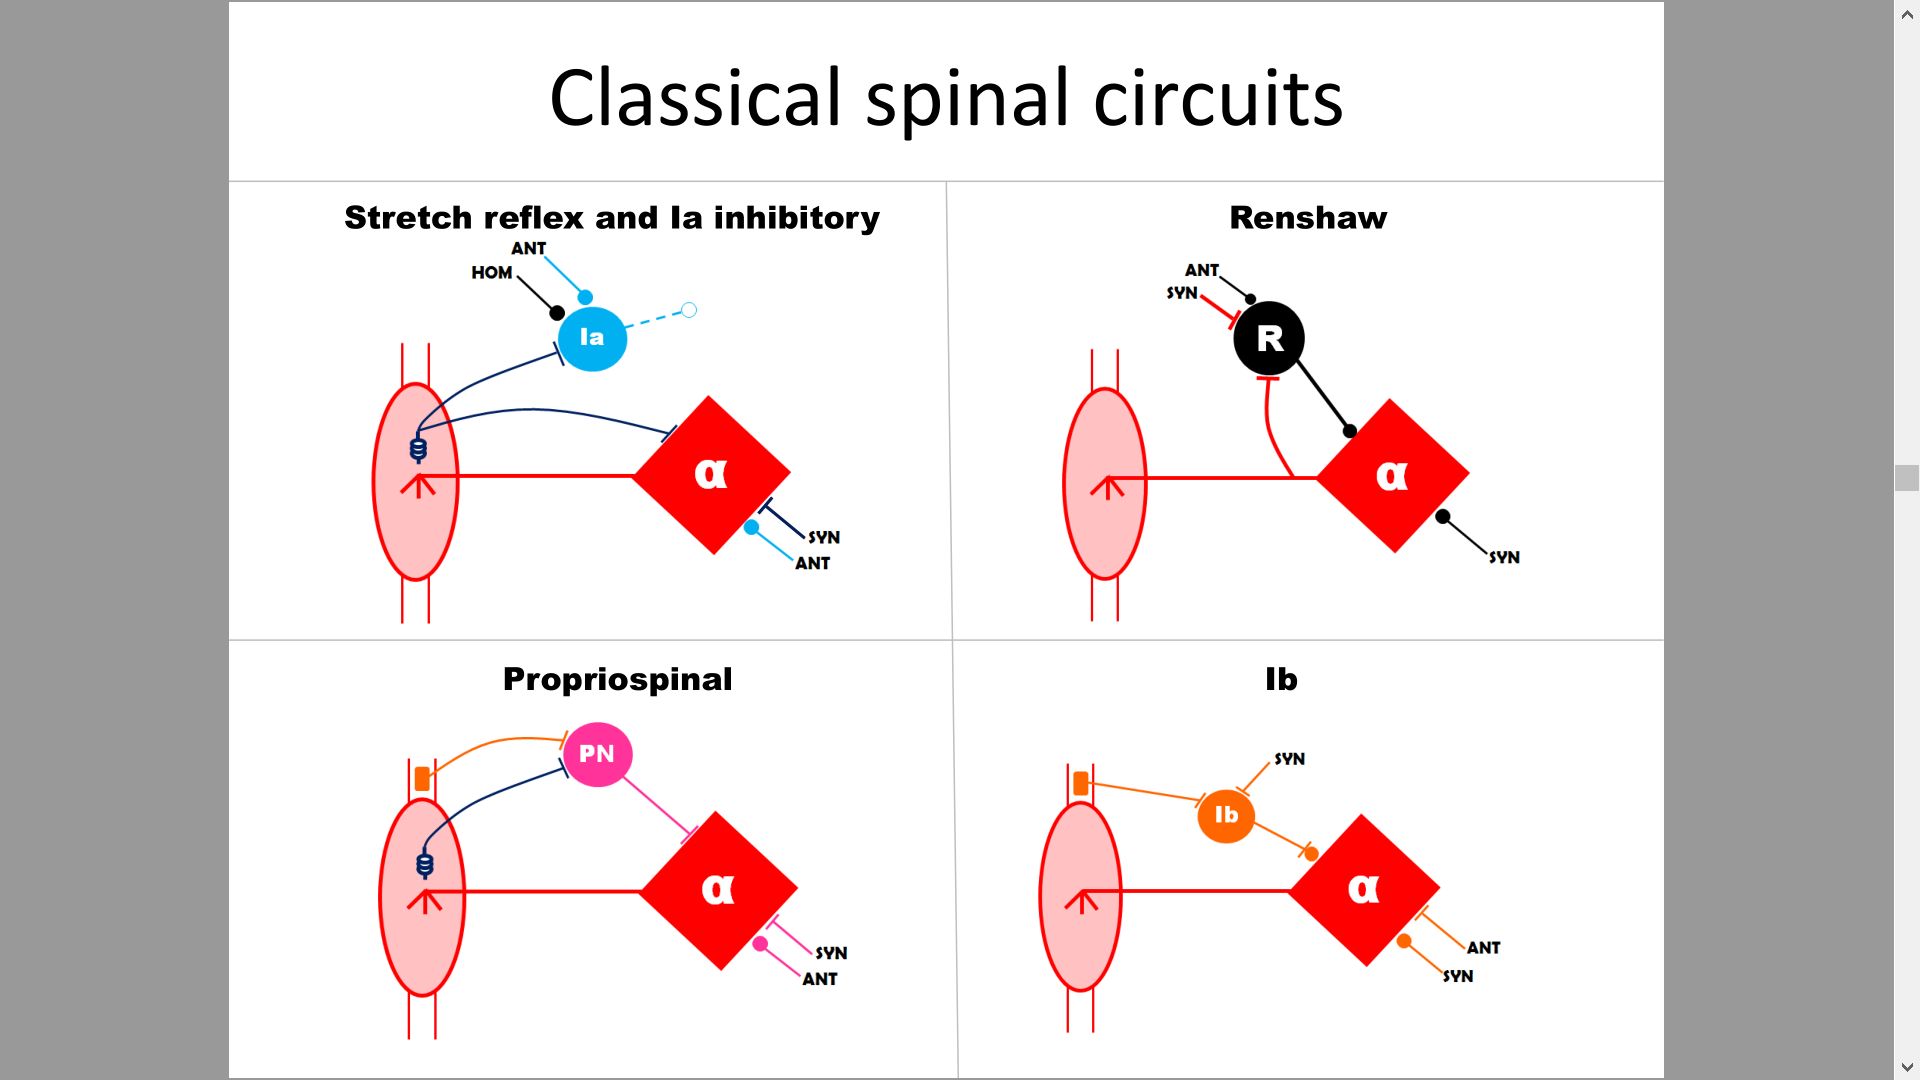 Classical spinal circuits
Stretch reflex and Ia inhibitory
ANT
HOM
Ia
α
SYN
ANT
Renshaw
ANT
SYN
R
α
SYN
Propriospinal
PN
α
SYN
ANT
Ib
SYN
Ib
α
ANT
SYN